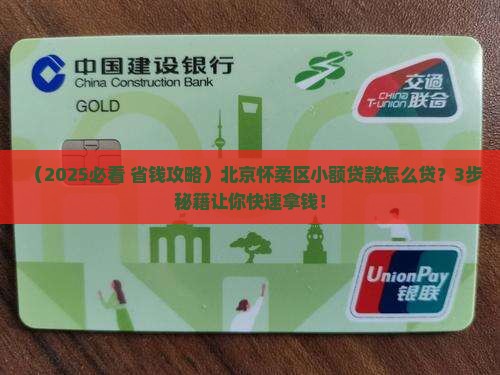 中国建设银行
China Construction Bank
GOLD
交通
CHINA
T-UNION 联合
（2025必看 省钱攻略）北京怀柔区小额贷款怎么贷？3步
秘籍让你快速拿钱！
UnionPay
银联